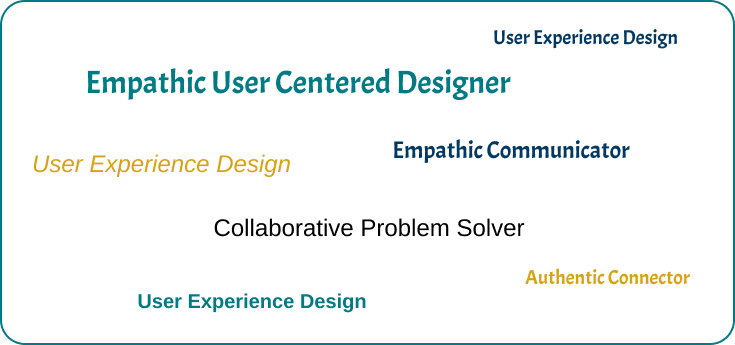 User Experience Design
Empathic User Centered Designer
Empathic Communicator
User Experience Design
Collaborative Problem Solver
Authentic Connector
User Experience Design